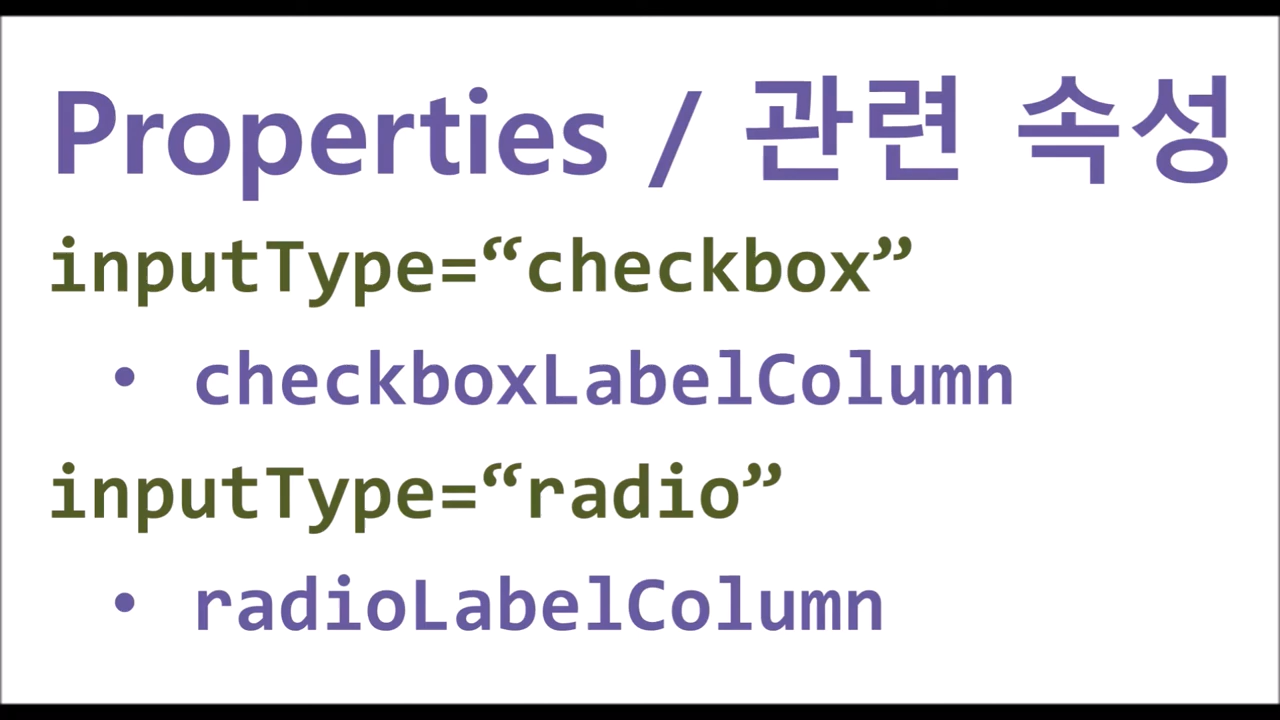 Properties / 관련 속성
inputType=“checkbox”
• checkboxLabelColumn
inputType=“radio”
• radioLabelColumn